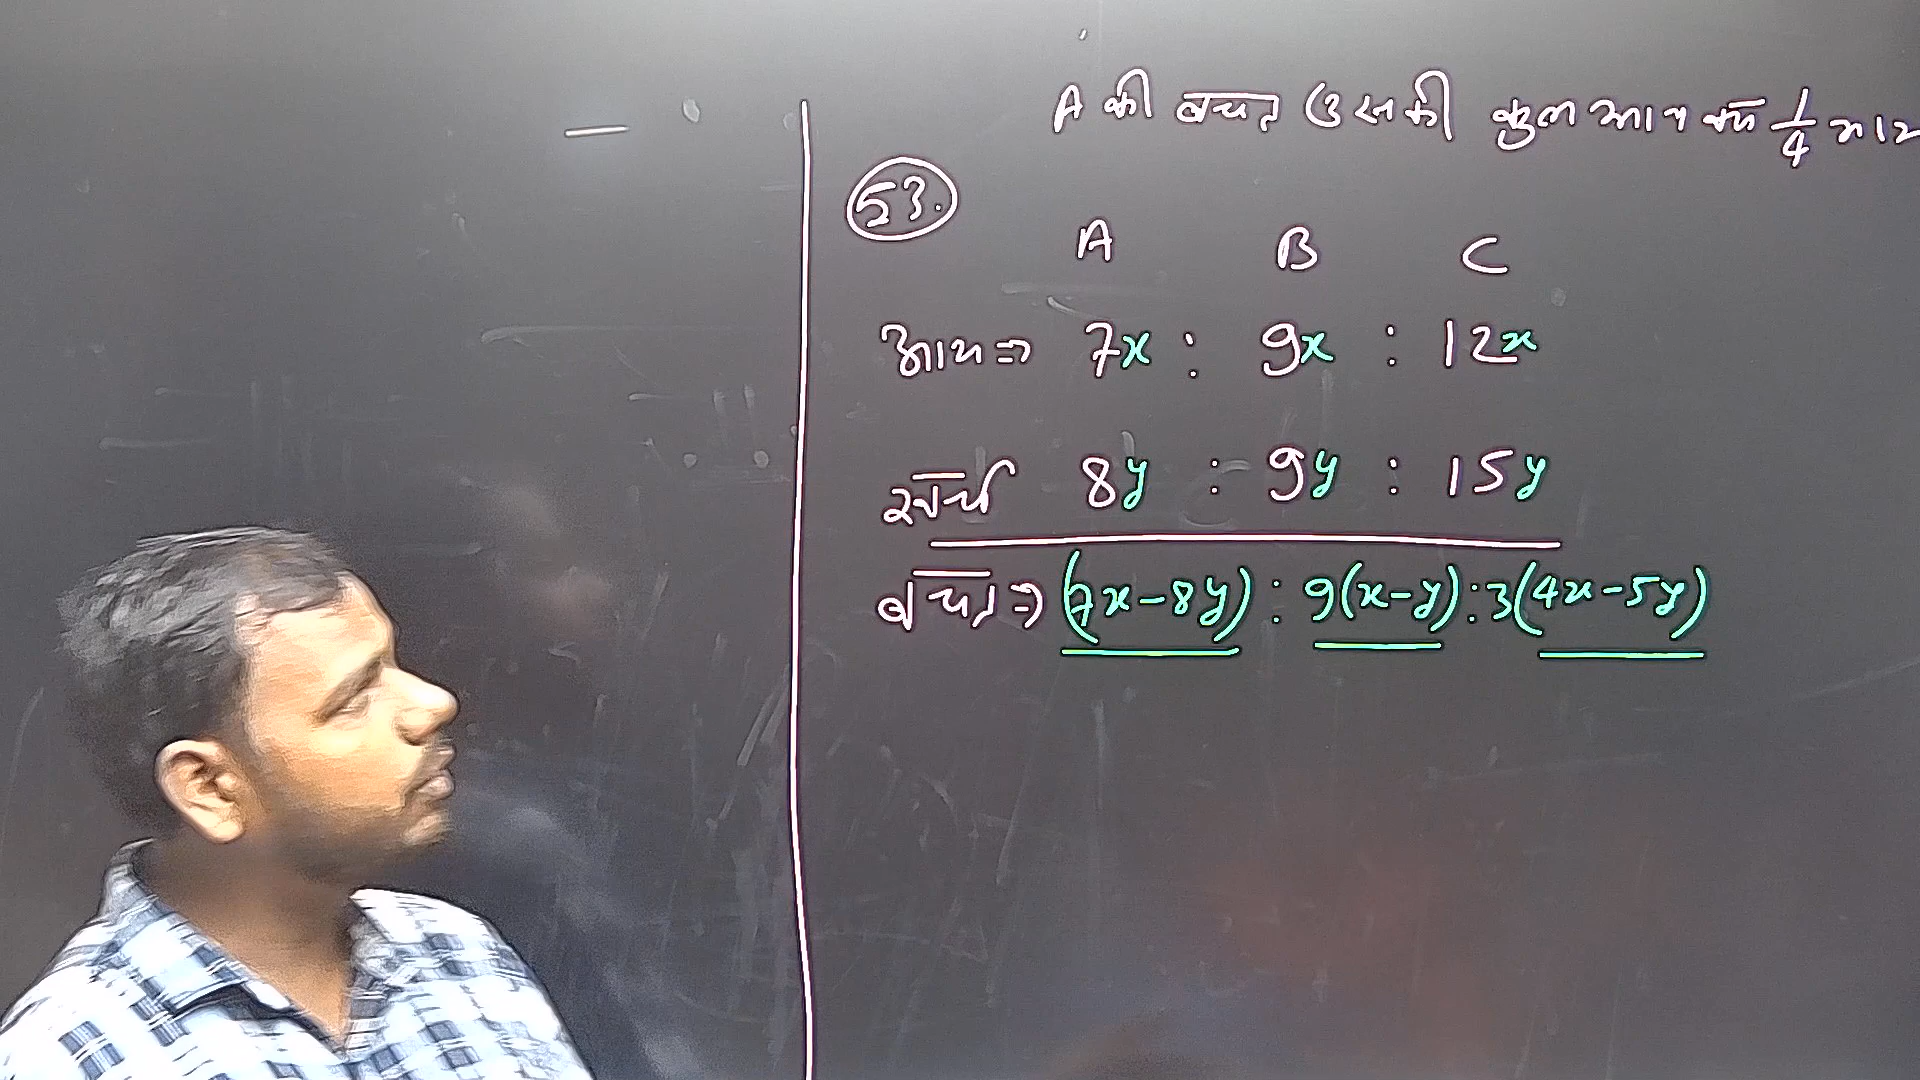 A की बचत उसकी कुल आय का 1/4 भाग
53.
A B C
आय ⇒ 7x : 9x : 12x
खर्च 8y : 9y : 15y
बचत ⇒ (7x-8y) : 9(x-y) : 3(4x-5y)